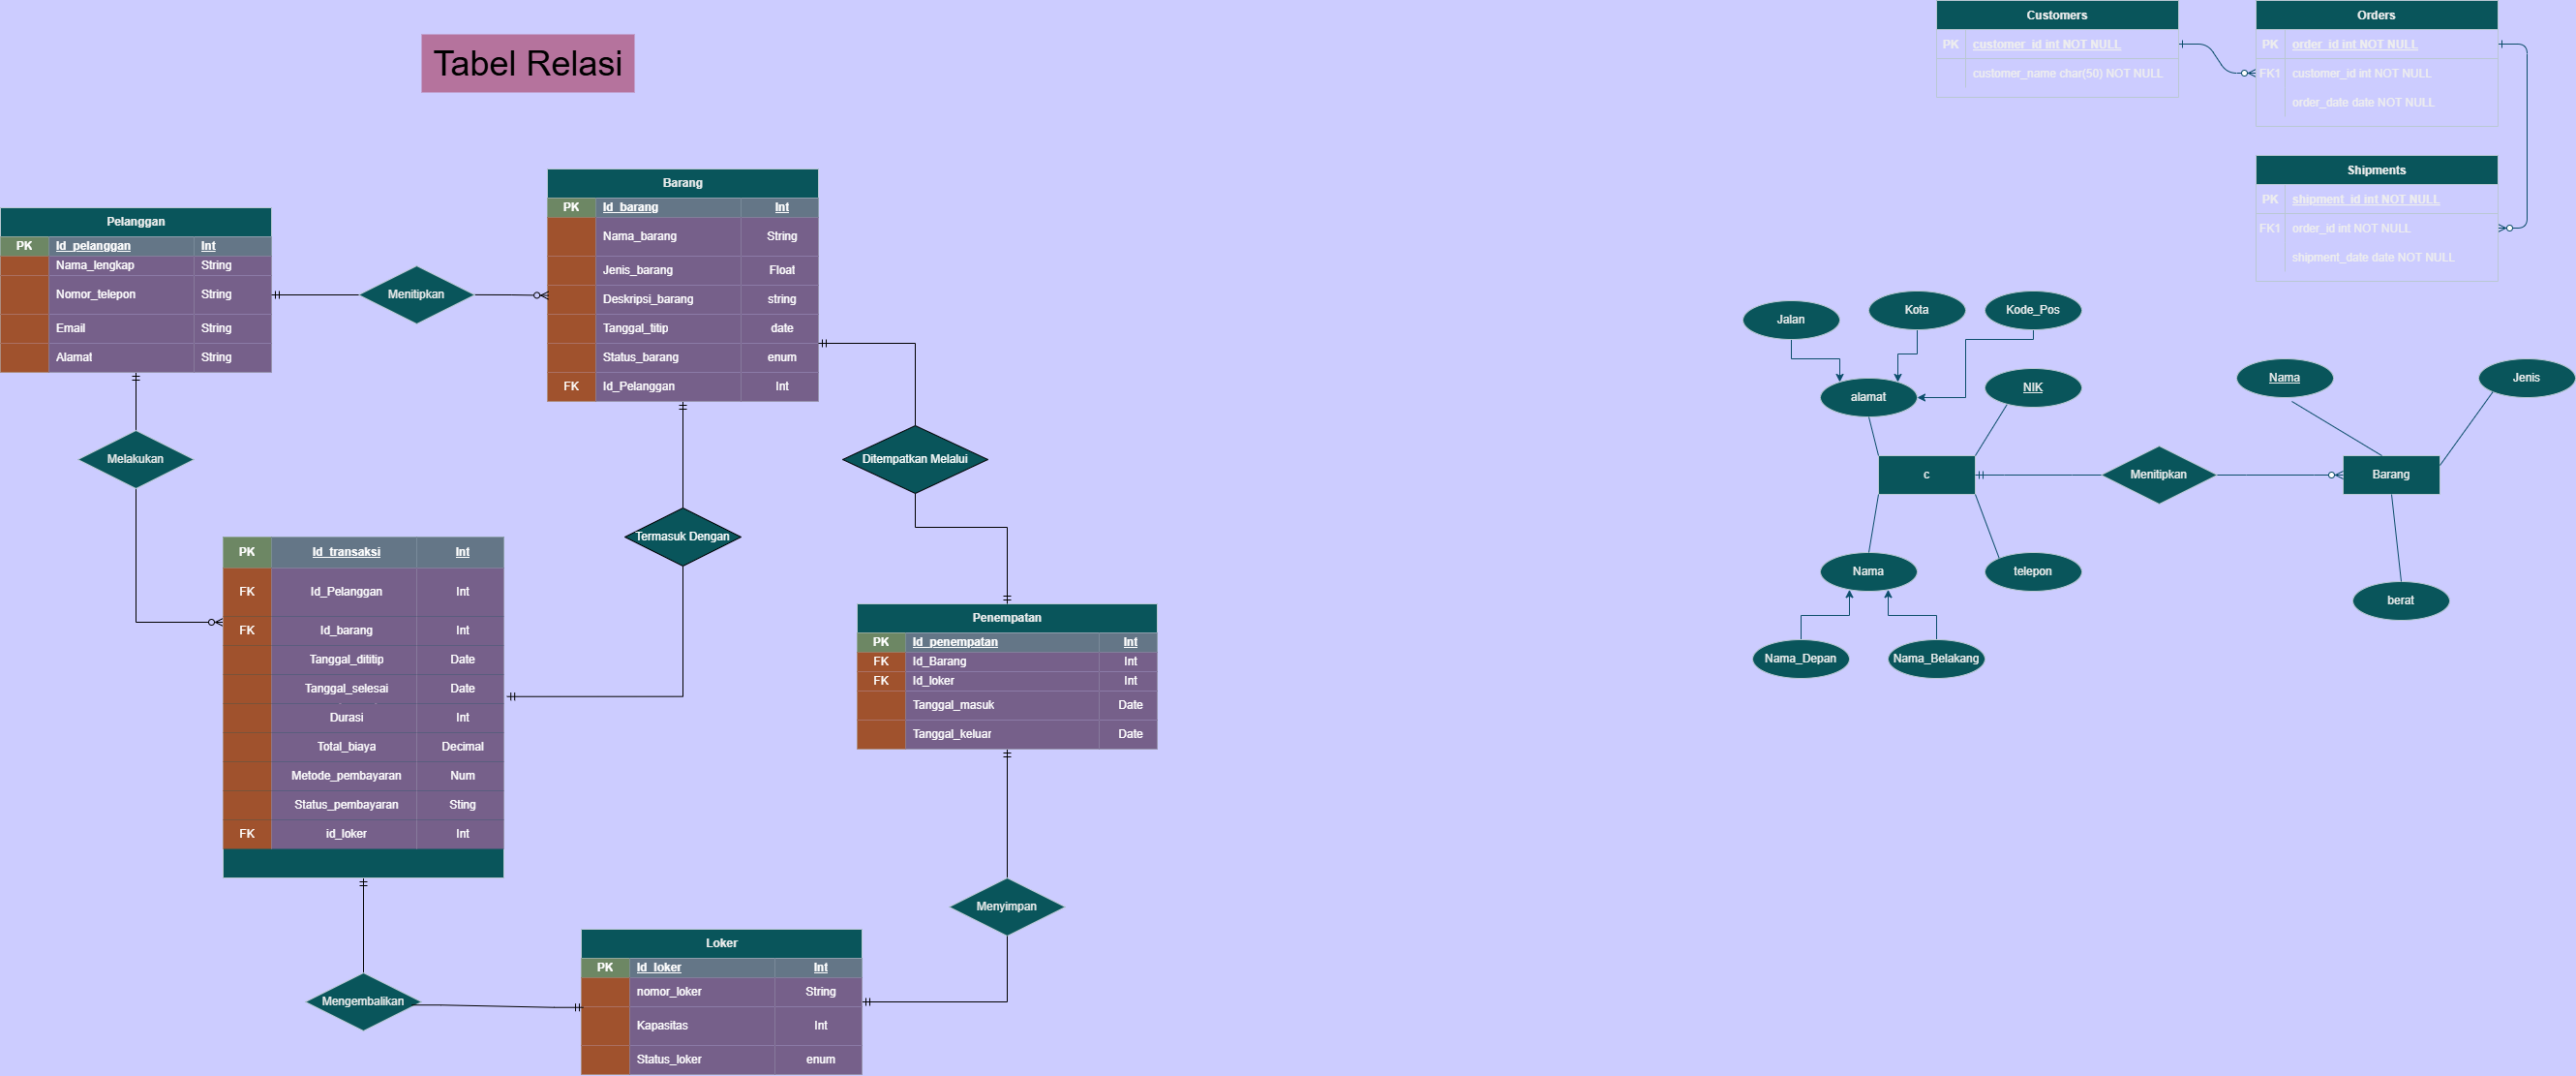 Tabel Relasi
Pelanggan
PK Id_pelanggan Int
Nama_lengkap String
Nomor_telepon String
Email String
Alamat String
Menitipkan
Barang
PK Id_barang Int
Nama_barang String
Jenis_barang Float
Deskripsi_barang string
Tanggal_titip date
Status_barang enum
FK Id_Pelanggan Int
Melakukan
Termasuk Dengan
Ditempatkan Melalui
PK Id_transaksi Int
FK Id_Pelanggan Int
FK Id_barang Int
Tanggal_dititip Date
Tanggal_selesai Date
Durasi Int
Total_biaya Decimal
Metode_pembayaran Num
Status_pembayaran Sting
FK id_loker Int
Penempatan
PK Id_penempatan Int
FK Id_Barang Int
FK Id_loker Int
Tanggal_masuk Date
Tanggal_keluar Date
Menyimpan
Mengembalikan
Loker
PK Id_loker Int
nomor_loker String
Kapasitas Int
Status_loker enum
Customers
PK customer_id int NOT NULL
customer_name char(50) NOT NULL
Orders
PK order_id int NOT NULL
FK1 customer_id int NOT NULL
order_date date NOT NULL
Shipments
PK shipment_id int NOT NULL
FK1 order_id int NOT NULL
shipment_date date NOT NULL
Jalan
Kota
Kode_Pos
alamat
NIK
c
Menitipkan
Nama
telepon
Nama_Depan
Nama_Belakang
Nama
Jenis
Barang
berat